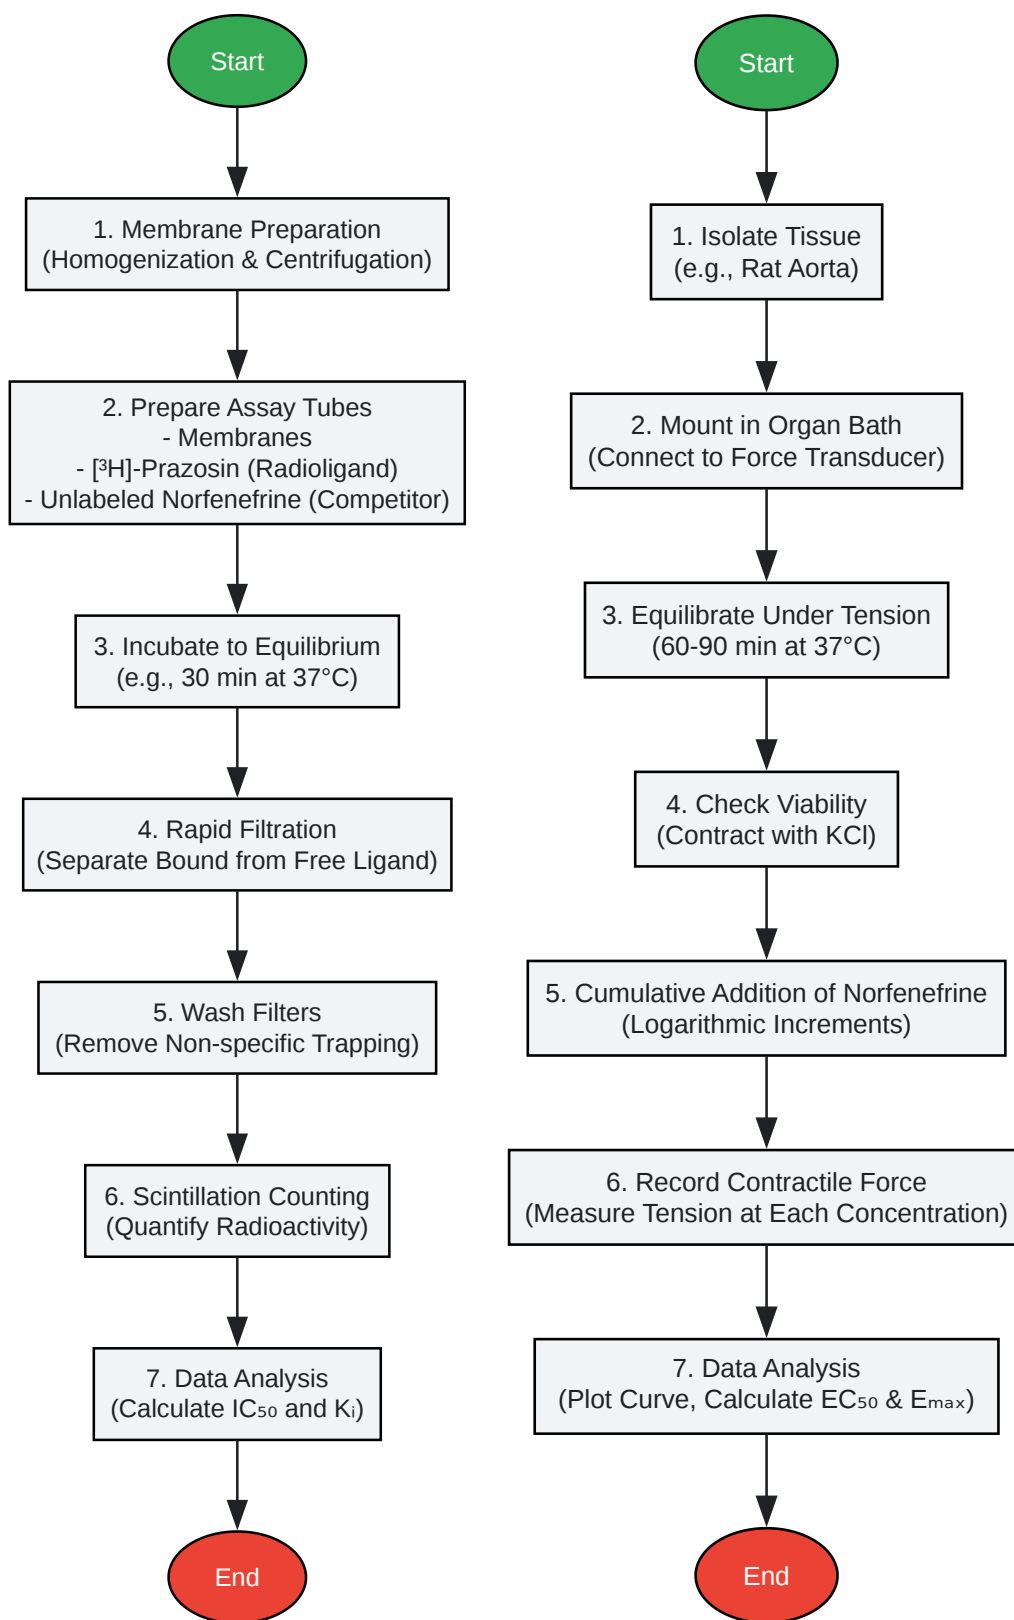 Start
1. Membrane Preparation
(Homogenization & Centrifugation)
2. Prepare Assay Tubes
- Membranes
- [³H]-Prazosin (Radioligand)
- Unlabeled Norfenefrine (Competitor)
3. Incubate to Equilibrium
(e.g., 30 min at 37°C)
4. Rapid Filtration
(Separate Bound from Free Ligand)
5. Wash Filters
(Remove Non-specific Trapping)
6. Scintillation Counting
(Quantify Radioactivity)
7. Data Analysis
(Calculate IC₅₀ and Kᵢ)
End
Start
1. Isolate Tissue
(e.g., Rat Aorta)
2. Mount in Organ Bath
(Connect to Force Transducer)
3. Equilibrate Under Tension
(60-90 min at 37°C)
4. Check Viability
(Contract with KCl)
5. Cumulative Addition of Norfenefrine
(Logarithmic Increments)
6. Record Contractile Force
(Measure Tension at Each Concentration)
7. Data Analysis
(Plot Curve, Calculate EC₅₀ & Eₘₐₓ)
End